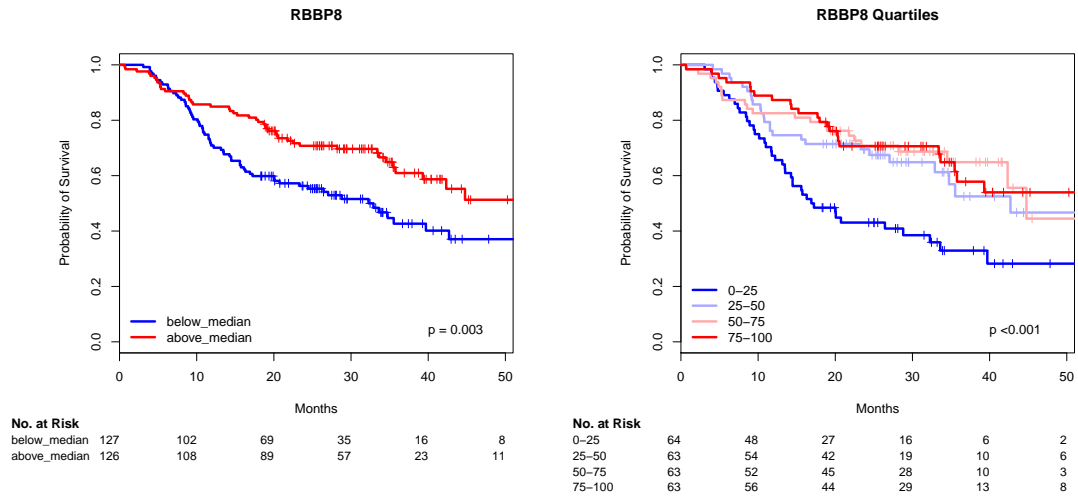 RBBP8
Probability of Survival
1.0
0.8
0.6
0.4
0.2
0.0
below_median
above_median
p = 0.003
0 10 20 30 40 50
Months
No. at Risk
below_median 127 102 69 35 16 8
above_median 126 108 89 57 23 11
RBBP8 Quartiles
Probability of Survival
1.0
0.8
0.6
0.4
0.2
0.0
0−25
25−50
50−75
75−100
p <0.001
0 10 20 30 40 50
Months
No. at Risk
0−25 64 48 27 16 6 2
25−50 63 54 42 19 10 6
50−75 63 52 45 28 10 3
75−100 63 56 44 29 13 8